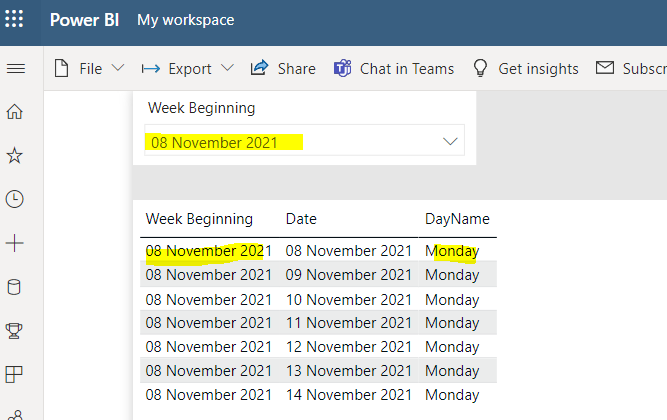 Power BI My workspace
File Export Share Chat in Teams Get insights Subscr
Week Beginning
08 November 2021
Week Beginning Date DayName
08 November 2021 08 November 2021 Monday
08 November 2021 09 November 2021 Monday
08 November 2021 10 November 2021 Monday
08 November 2021 11 November 2021 Monday
08 November 2021 12 November 2021 Monday
08 November 2021 13 November 2021 Monday
08 November 2021 14 November 2021 Monday